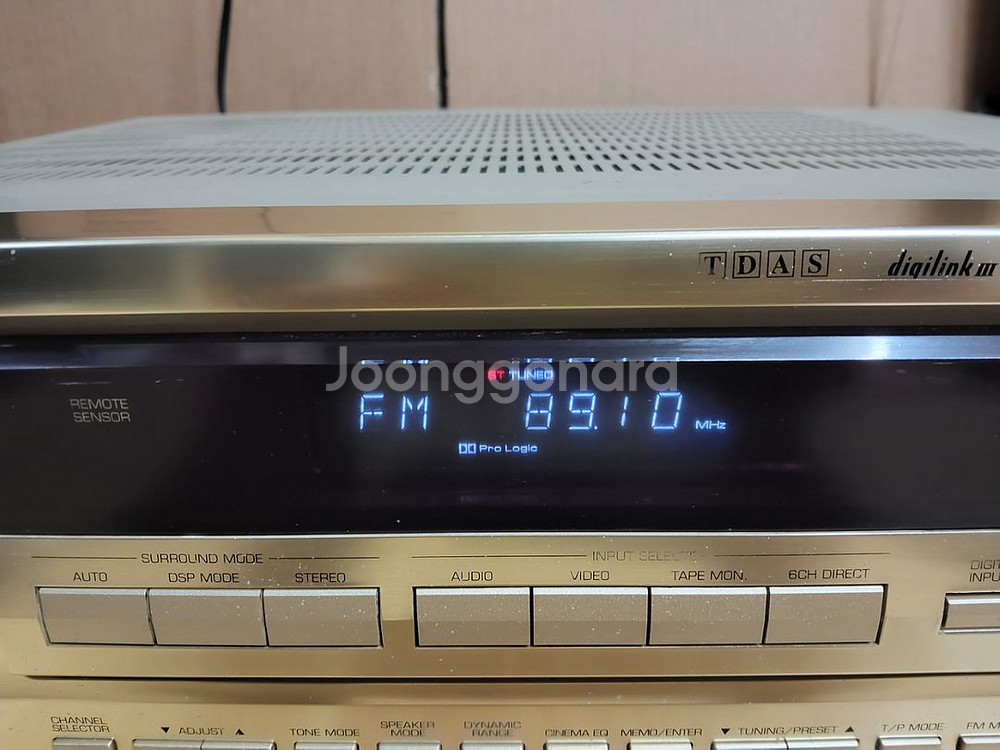 TDAS digilink III
Joonggonara
ST TUNED
REMOTE
SENSOR
FM 89.10 MHz
Pro Logic
SURROUND MODE
INPUT SELECT
AUTO DSP MODE STEREO
AUDIO VIDEO TAPE MON. 6CH DIRECT
CHANNEL
SELECTOR
▼ ADJUST ▲
TONE MODE
SPEAKER
MODE
DYNAMIC
RANGE
CINEMA EQ
MEMO/ENTER
▼ TUNING/PRESET ▲
T/P MODE
FM M